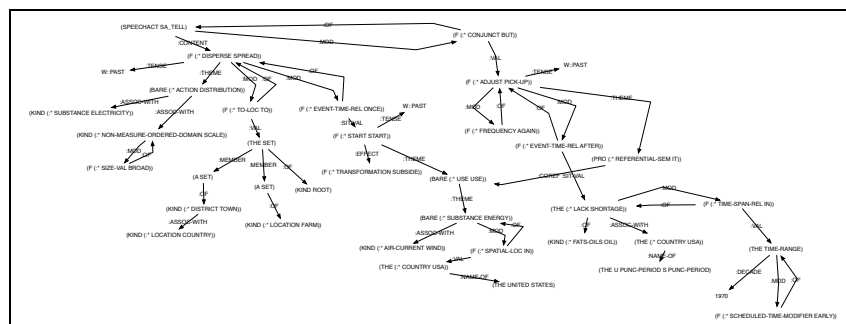 :OF
(SPEECHACT SA_TELL)
(F (:* CONJUNCT BUT))
:MOD
:CONTENT
:VAL
(F (:* DISPERSE SPREAD))
:TENSE
W::PAST
:THEME
:MOD
:OF
:MOD
:OF
:TENSE
W::PAST
(F (:* ADJUST PICK-UP))
(BARE (:* ACTION DISTRIBUTION))
:THEME
:ASSOC-WITH
:ASSOC-WITH
(KIND (:* SUBSTANCE ELECTRICITY))
(F (:* TO-LOC TO))
(F (:* EVENT-TIME-REL ONCE))
W::PAST
:MOD
:OF
:OF
:MOD
:SIT-VAL
:TENSE
(KIND (:* NON-MEASURE-ORDERED-DOMAIN SCALE))
:VAL
(F (:* START START))
(F (:* FREQUENCY AGAIN))
(THE SET)
(F (:* EVENT-TIME-REL AFTER))
:MOD
:OF
:MEMBER
:MEMBER
:OF
:EFFECT
:THEME
(F (:* SIZE-VAL BROAD))
(F (:* TRANSFORMATION SUBSIDE))
(PRO (:* REFERENTIAL-SEM IT))
(A SET)
(A SET)
(KIND ROOT)
(BARE (:* USE USE))
:COREF
:SIT-VAL
:MOD
:OF
:OF
:THEME
(KIND (:* DISTRICT TOWN))
(THE (:* LACK SHORTAGE))
:OF
(F (:* TIME-SPAN-REL IN))
:ASSOC-WITH
(KIND (:* LOCATION FARM))
(BARE (:* SUBSTANCE ENERGY))
:OF
:ASSOC-WITH
:VAL
(KIND (:* LOCATION COUNTRY))
:ASSOC-WITH
:MOD
:OF
(KIND (:* FATS-OILS OIL))
(THE (:* COUNTRY USA))
(KIND (:* AIR-CURRENT WIND))
(F (:* SPATIAL-LOC IN))
(THE TIME-RANGE)
:VAL
:NAME-OF
(THE (:* COUNTRY USA))
(THE U PUNC-PERIOD S PUNC-PERIOD)
:NAME-OF
:DECADE
:MOD
:OF
(THE UNITED STATES)
1970
(F (:* SCHEDULED-TIME-MODIFIER EARLY))